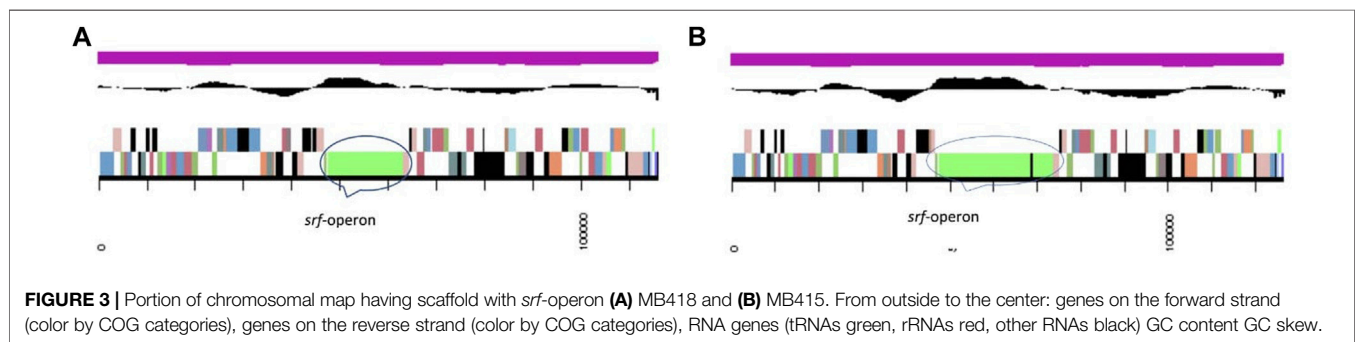 A
B
srf-operon
srf-operon
0
100000
0
100000
FIGURE 3 | Portion of chromosomal map having scaffold with srf-operon (A) MB418 and (B) MB415. From outside to the center: genes on the forward strand
(color by COG categories), genes on the reverse strand (color by COG categories), RNA genes (tRNAs green, rRNAs red, other RNAs black) GC content GC skew.